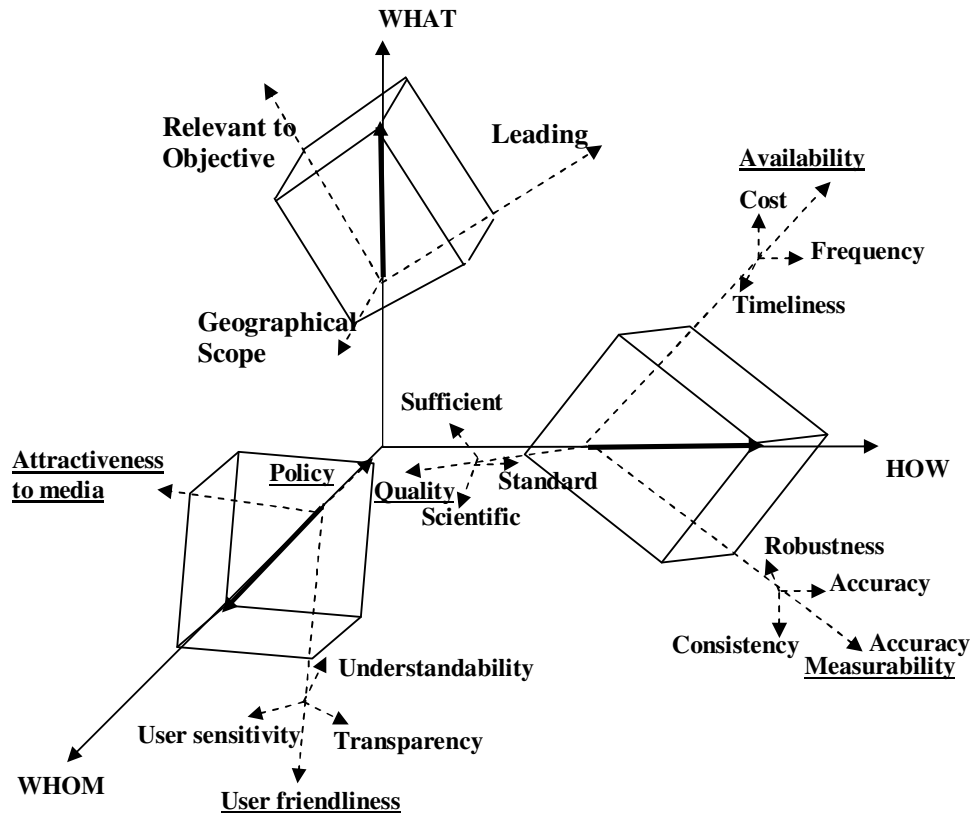 WHAT
Relevant to
Objective
Leading
Availability
Cost
Frequency
Timeliness
Geographical
Scope
Sufficient
Attractiveness
to media
Policy
Quality
Standard
Scientific
HOW
Robustness
Accuracy
Consistency
Accuracy
Measurability
Understandability
User sensitivity
Transparency
WHOM
User friendliness